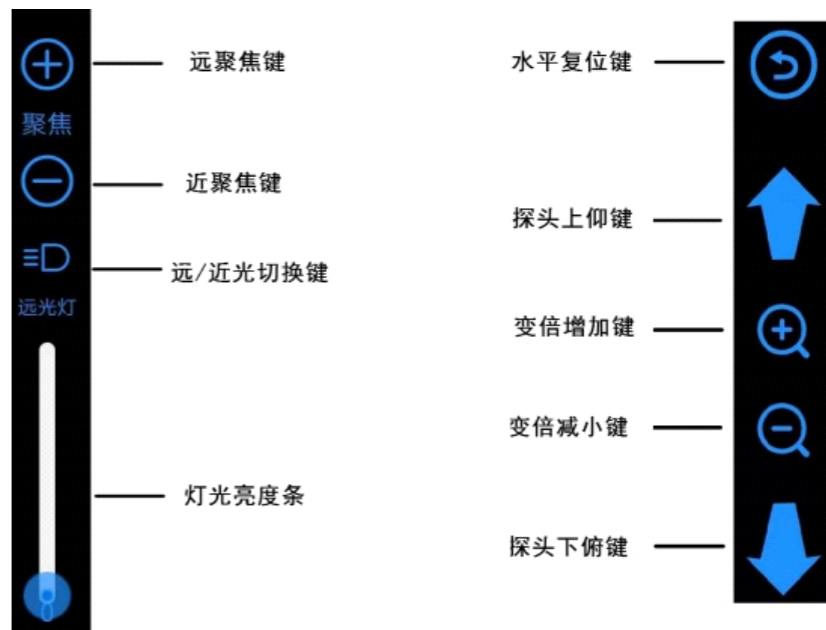 远聚焦键
聚焦
近聚焦键
远/近光切换键
远光灯
灯光亮度条
0
水平复位键
探头上仰键
变倍增加键
变倍减小键
探头下俯键